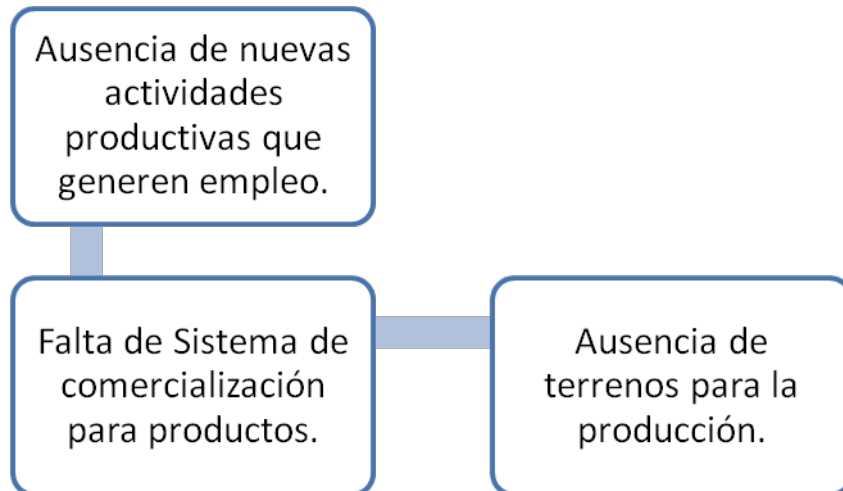 Ausencia de nuevas
actividades
productivas que
generen empleo.
Falta de Sistema de
comercialización
para productos.
Ausencia de
terrenos para la
producción.